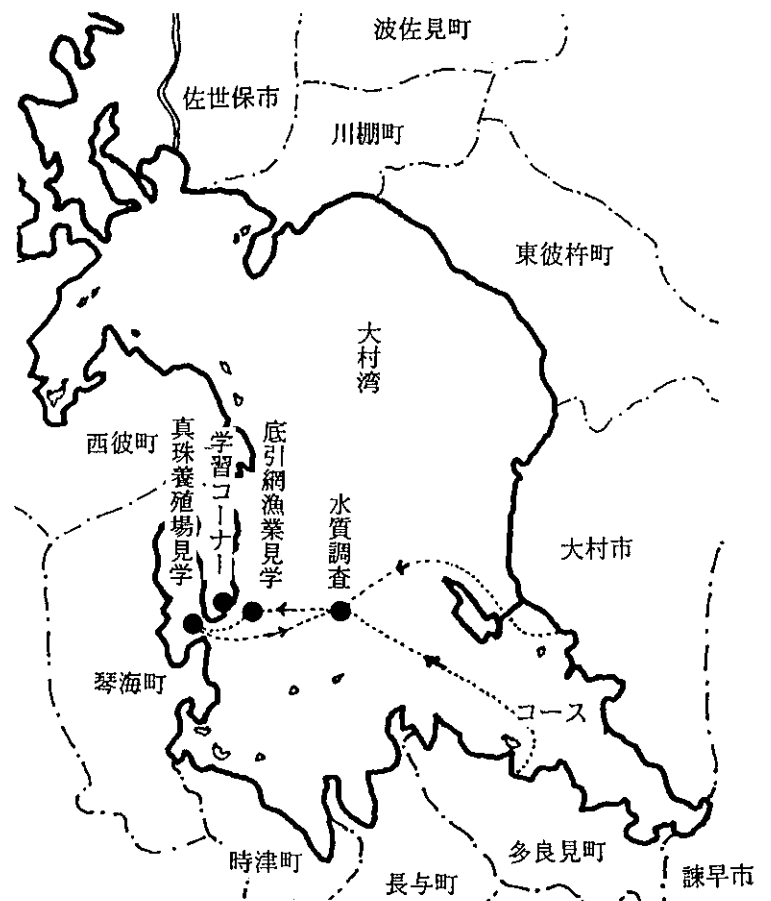 波佐見町
佐世保市
川棚町
東彼杵町
大村湾
西彼町
真珠養殖場見学
学習コーナー
底引網漁業見学
水質調査
大村市
琴海町
コース
時津町
長与町
多良見町
諫早市